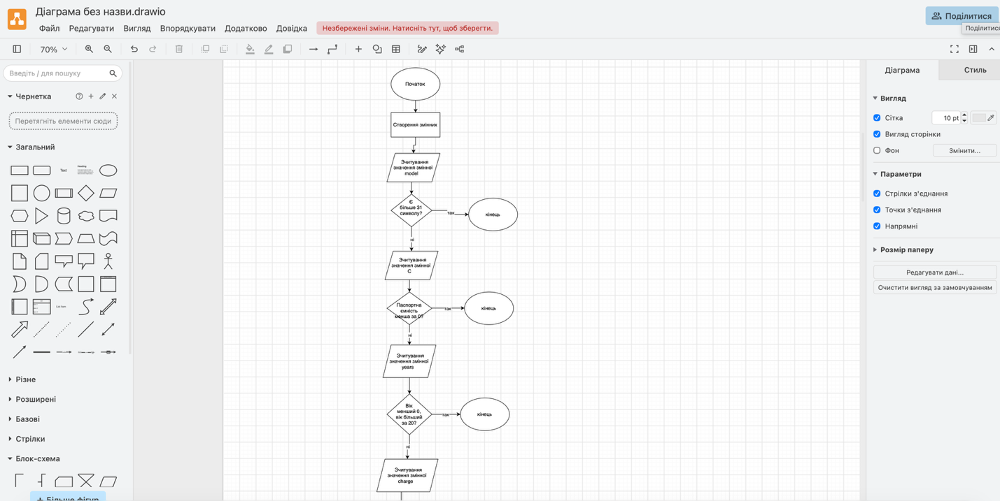 Діаграма без назви.drawio
Файл Редагувати Вигляд Впорядкувати Додатково Довідка
Незбережені зміни. Натисніть тут, щоб зберегти.
Поділитися
Поділитися
70%
Введіть / для пошуку
Чернетка
Перетягніть елементи сюди
Загальний
Text
Heading
List Item
Різне
Розширені
Базові
Стрілки
Блок-схема
+ Більше фігур
Початок
Створення змінних
Зчитування
значення змінної
model
Є
більше 31
символу?
так
кінець
ні
Зчитування
значення змінної
С
Паспортна
ємність
менша за 0?
так
кінець
ні
Зчитування
значення змінної
years
Вік
менший 0,
вік більший
за 20?
так
кінець
ні
Зчитування
значення змінної
charge
Діаграма Стиль
Вигляд
Сітка 10 pt
Вигляд сторінки
Фон Змінити...
Параметри
Стрілки з'єднання
Точки з'єднання
Напрямні
Розмір паперу
Редагувати дані...
Очистити вигляд за замовчуванням